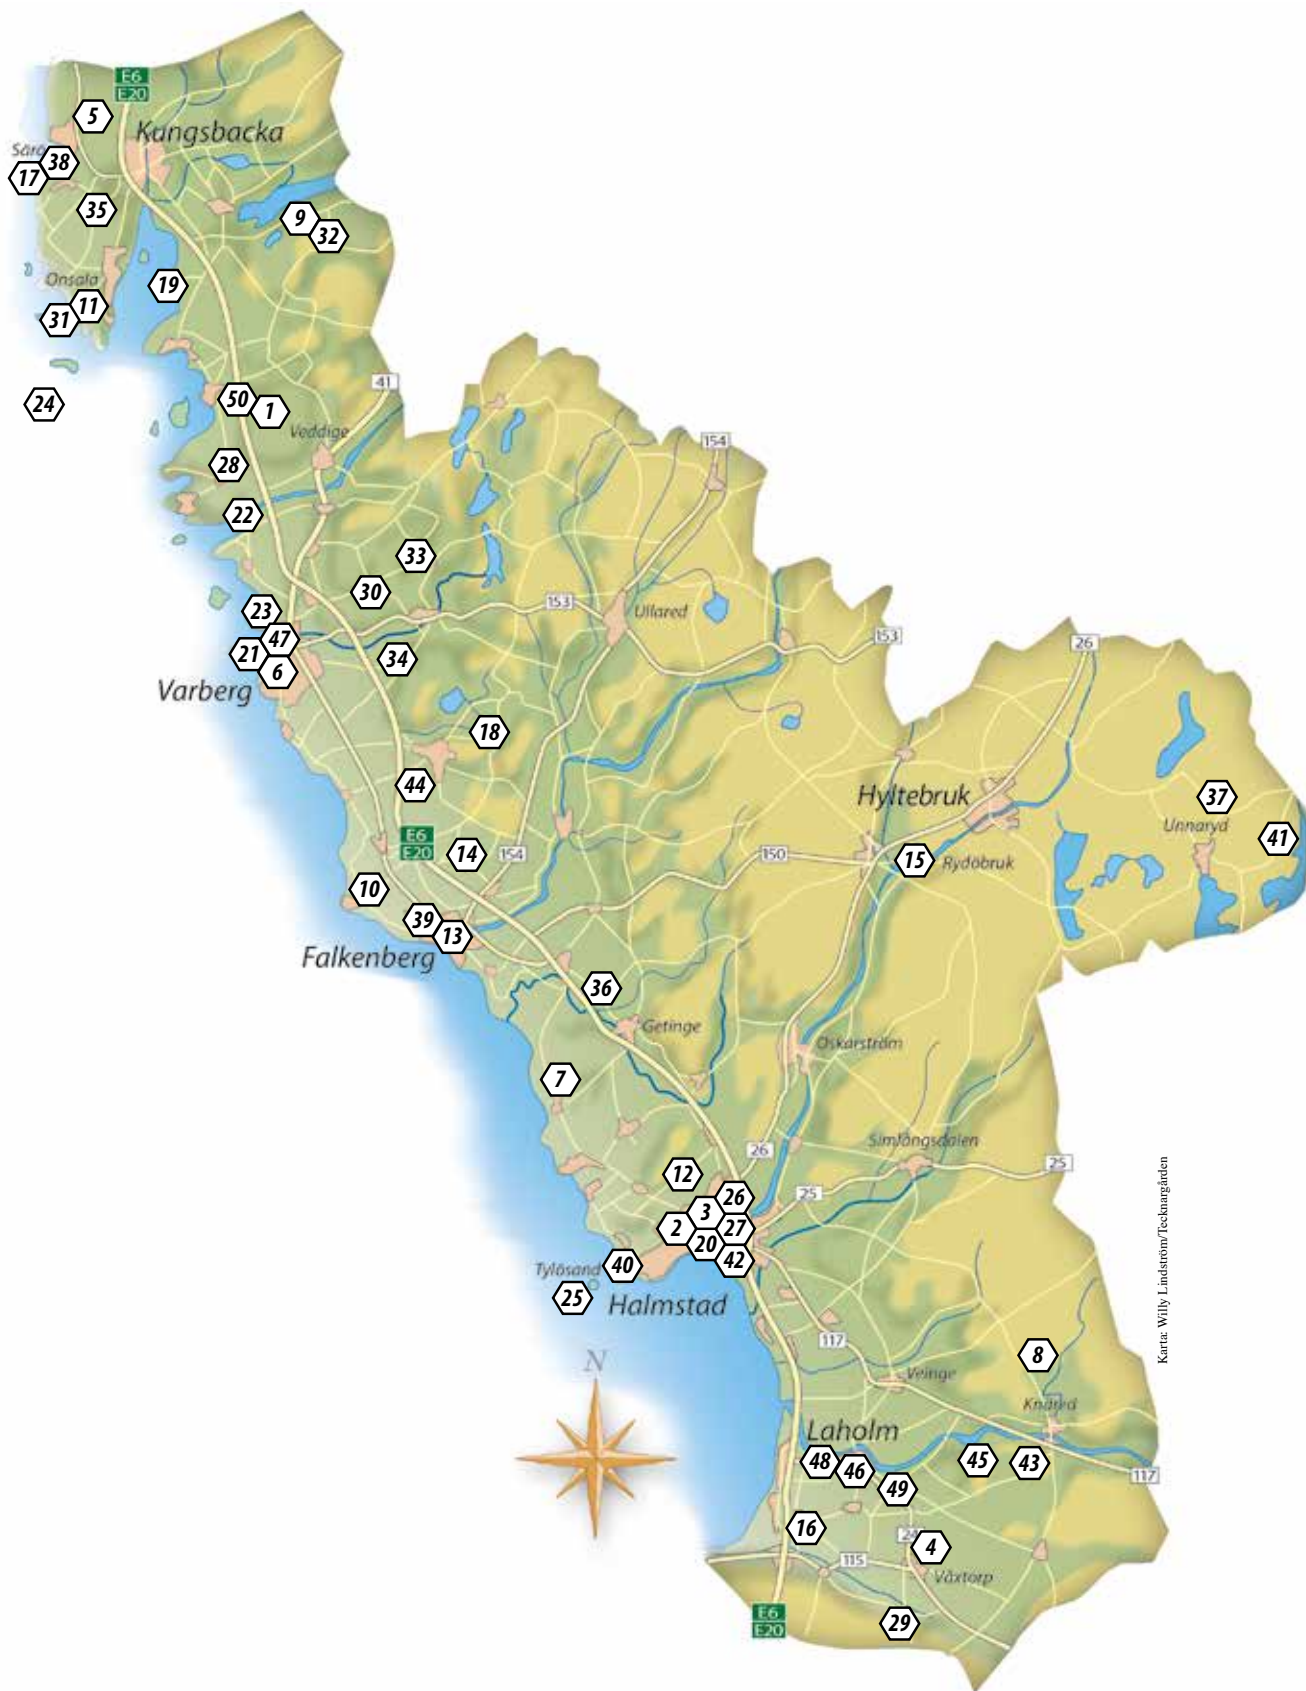 E6
E20
5
Kungsbacka
Särö
38
17
35
9
32
Onsala
19
11
31
24
50
1
41
Veddige
28
22
154
33
30
153
Ullared
23
47
21
6
34
153
26
Varberg
18
44
Hyltebruk
37
Unnaryd
41
E6
E20
14
154
150
15
Rydöbruk
10
39
13
Falkenberg
36
Getinge
Oskarström
7
Simlångsdalen
26
25
12
26
25
3
2
27
20
42
Tylösand
40
25
Halmstad
N
117
8
Veinge
Knäred
Laholm
48
46
49
45
43
117
16
24
4
115
Våxtorp
E6
E20
29
Karta: Willy Lindström/Tecknargården